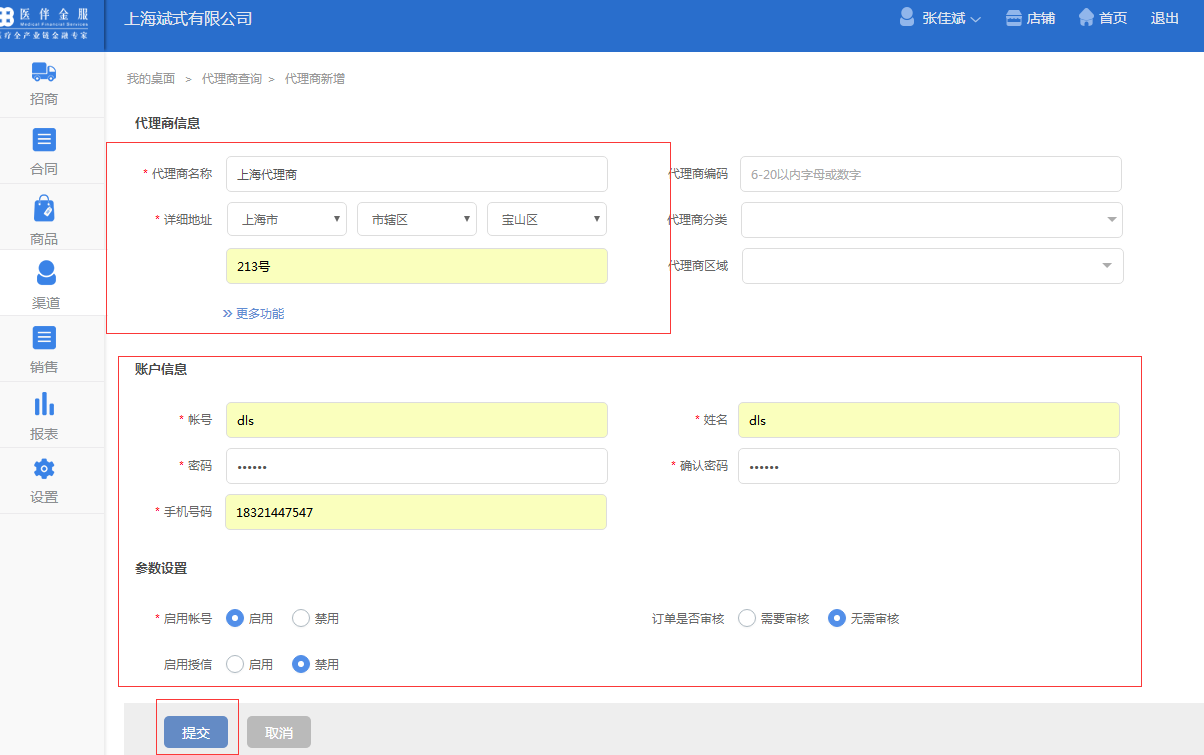 医伴金服
Medical Financial Services
医疗全产业链金融专家
上海斌式有限公司
张佳斌
店铺
首页
退出
招商
合同
商品
渠道
销售
报表
设置
我的桌面 > 代理商查询 > 代理商新增
代理商信息
* 代理商名称 上海代理商 代理商编码 6-20以内字母或数字
* 详细地址 上海市 市辖区 宝山区 代理商分类
213号 代理商区域
» 更多功能
账户信息
* 帐号 dls * 姓名 dls
* 密码 •••••• * 确认密码 ••••••
* 手机号码 18321447547
参数设置
* 启用帐号 启用 禁用 订单是否审核 需要审核 无需审核
启用授信 启用 禁用
提交 取消